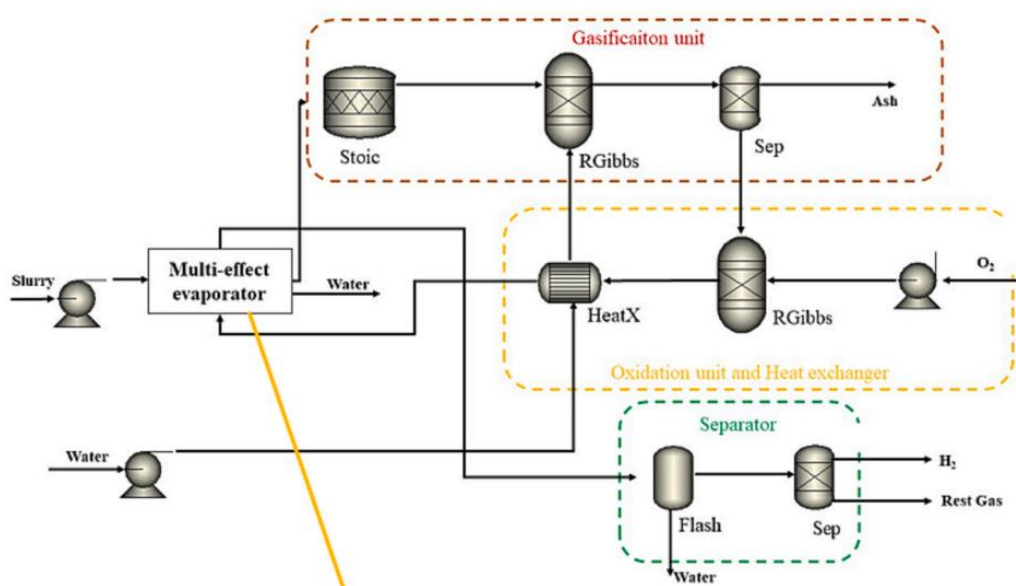 Gasificaiton unit
Stoic
RGibbs
Sep
Ash
Slurry
Multi-effect
evaporator
Water
HeatX
RGibbs
O2
Oxidation unit and Heat exchanger
Water
Separator
Flash
Sep
H2
Rest Gas
Water